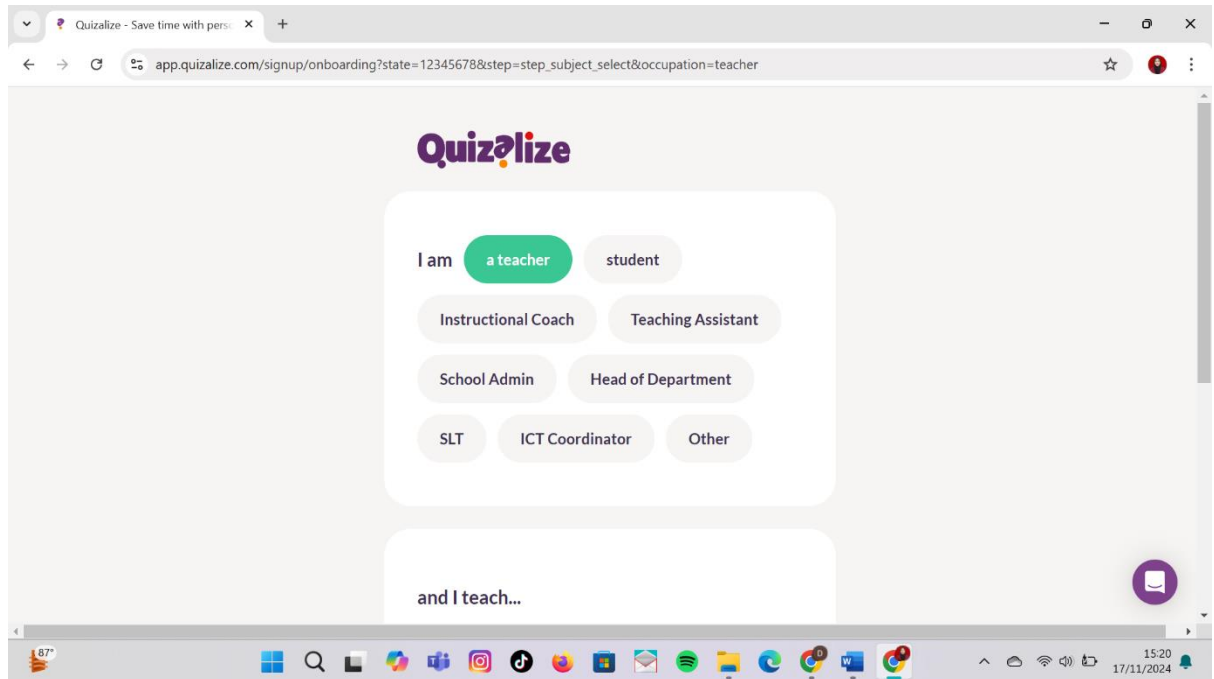 Quizalize - Save time with pers
app.quizalize.com/signup/onboarding?state=12345678&step=step_subject_select&occupation=teacher
Quizalize
I am a teacher student
Instructional Coach Teaching Assistant
School Admin Head of Department
SLT ICT Coordinator Other
and I teach...
87°
15:20
17/11/2024